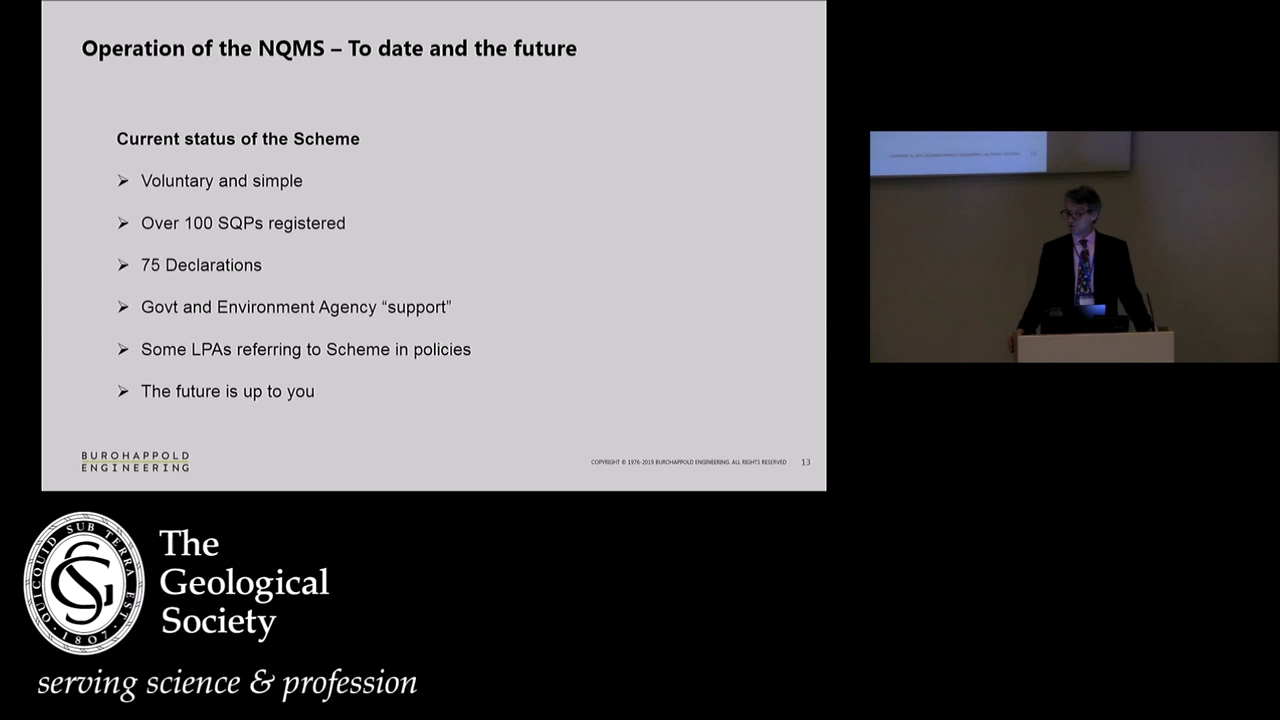 Operation of the NQMS – To date and the future
Current status of the Scheme
➢ Voluntary and simple
➢ Over 100 SQPs registered
➢ 75 Declarations
➢ Govt and Environment Agency “support”
➢ Some LPAs referring to Scheme in policies
➢ The future is up to you
BUROHAPPOLD
ENGINEERING
COPYRIGHT © 1976-2019 BUROHAPPOLD ENGINEERING. ALL RIGHTS RESERVED
13
QUICQUID SUB TERRA EST
· 1807 ·
The
Geological
Society
serving science & profession